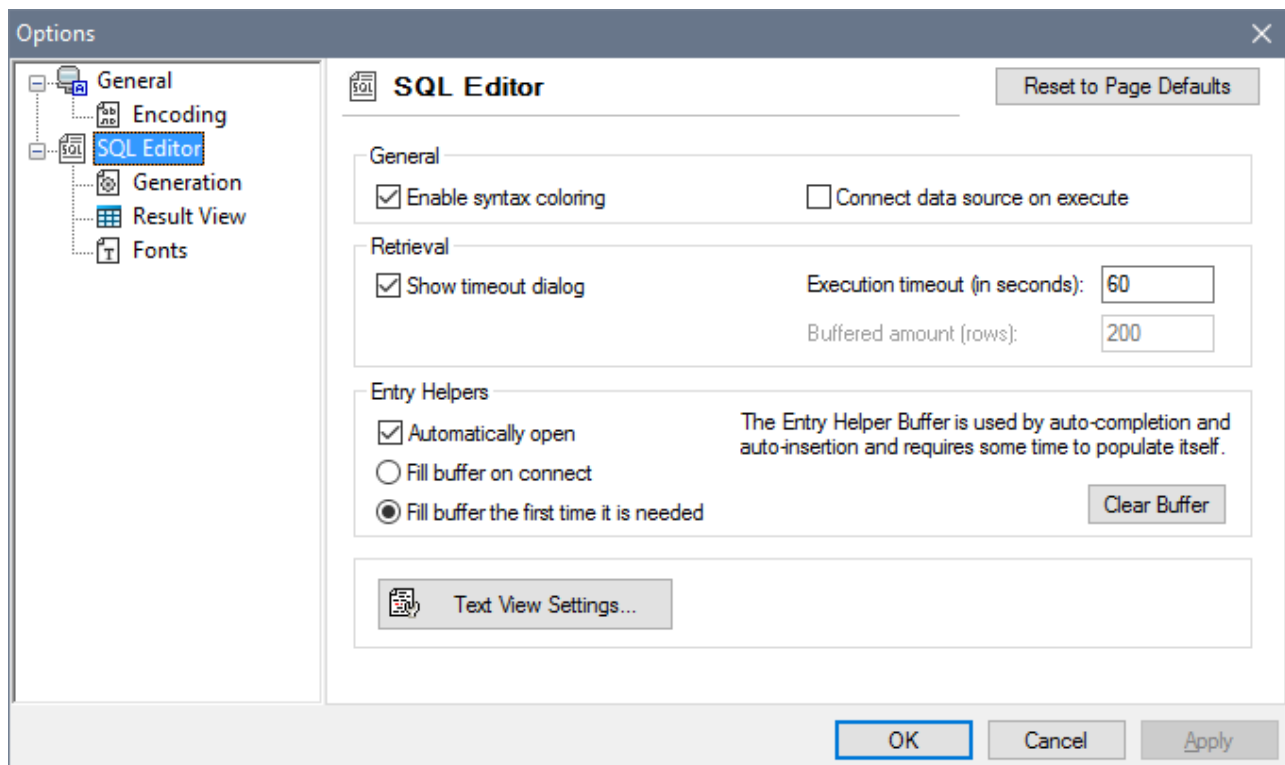 Options
General
Encoding
SQL Editor
Generation
Result View
Fonts
SQL Editor
Reset to Page Defaults
General
Enable syntax coloring
Connect data source on execute
Retrieval
Show timeout dialog
Execution timeout (in seconds): 60
Buffered amount (rows): 200
Entry Helpers
Automatically open
Fill buffer on connect
Fill buffer the first time it is needed
The Entry Helper Buffer is used by auto-completion and
auto-insertion and requires some time to populate itself.
Clear Buffer
Text View Settings...
OK
Cancel
Apply